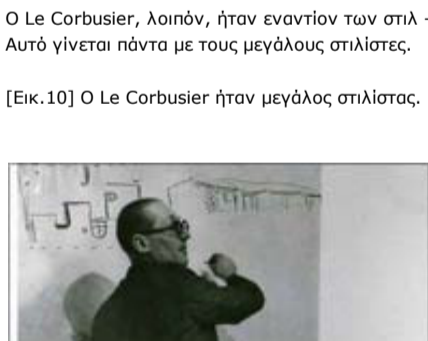 Ο Le Corbusier, λοιπόν, ήταν εναντίον των στιλ -
Αυτό γίνεται πάντα με τους μεγάλους στιλίστες.
[Εικ.10] Ο Le Corbusier ήταν μεγάλος στιλίστας.